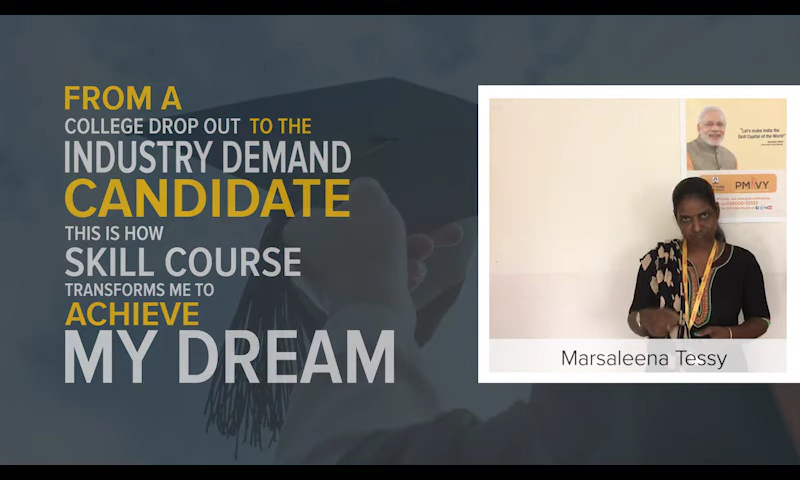 FROM A
COLLEGE DROP OUT TO THE
INDUSTRY DEMAND
CANDIDATE
THIS IS HOW
SKILL COURSE
TRANSFORMS ME TO
ACHIEVE
MY DREAM
"Let's make India the
Skill Capital of the World"
PMKVY
Marsaleena Tessy